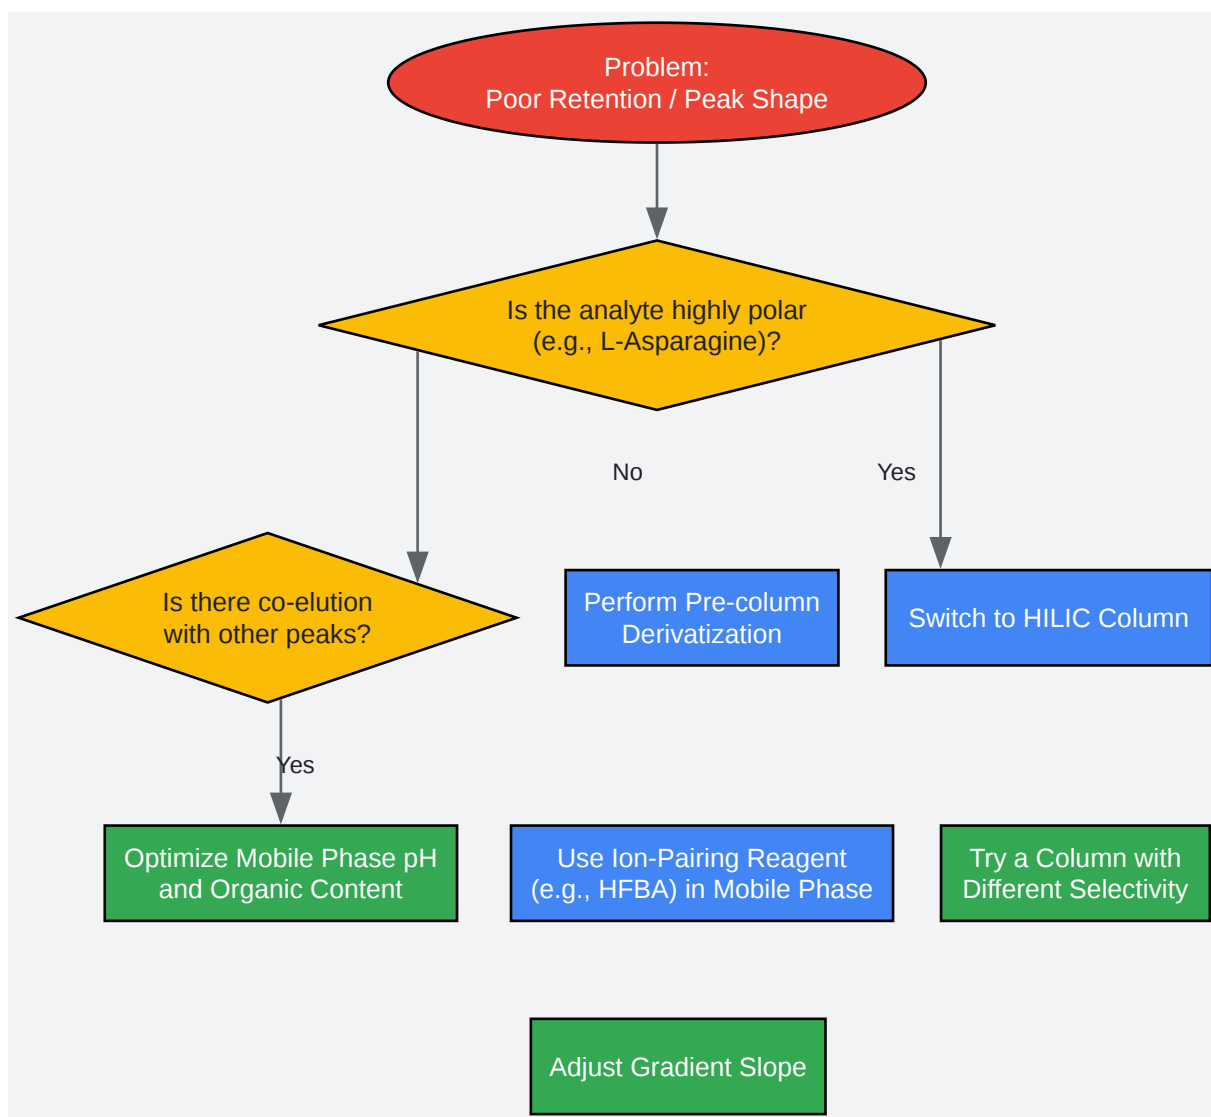 Problem:
Poor Retention / Peak Shape
Is the analyte highly polar
(e.g., L-Asparagine)?
No
Yes
Is there co-elution
with other peaks?
Perform Pre-column
Derivatization
Switch to HILIC Column
Yes
Optimize Mobile Phase pH
and Organic Content
Use Ion-Pairing Reagent
(e.g., HFBA) in Mobile Phase
Try a Column with
Different Selectivity
Adjust Gradient Slope